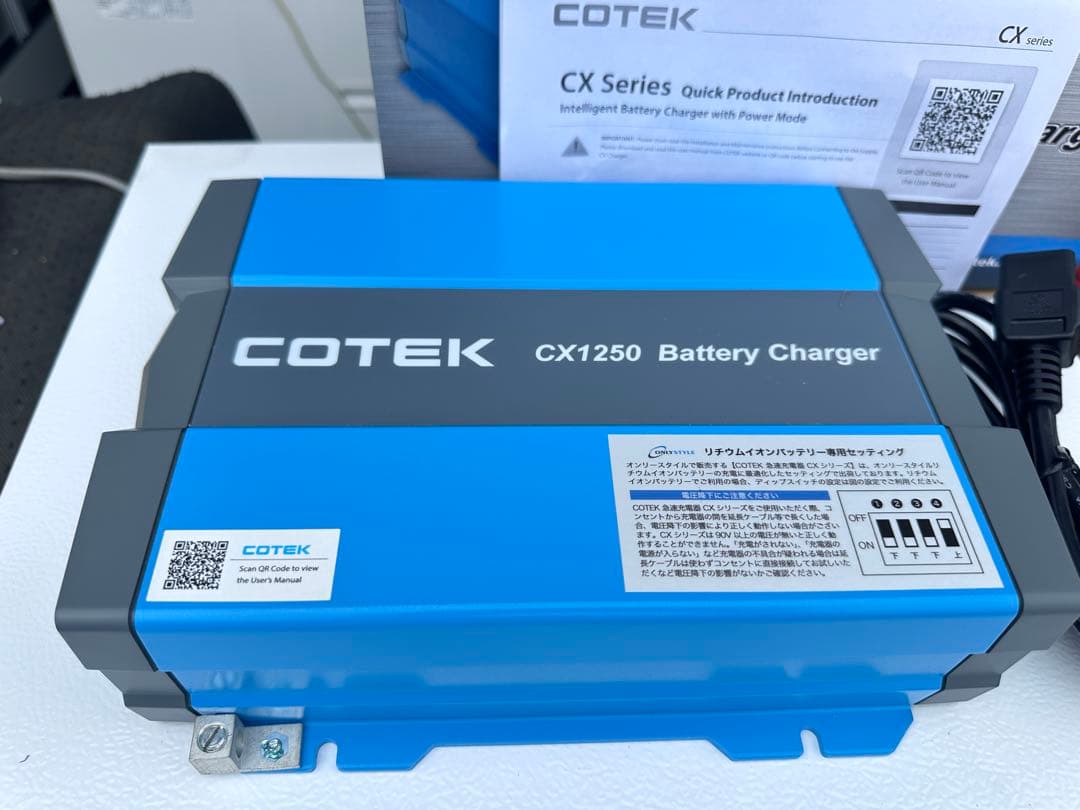 COTEK
CX series
CX Series Quick Product Introduction
Intelligent Battery Charger with Power Mode
Scan QR Code to view
the User Manual
COTEK CX1250 Battery Charger
ONLYSTYLE リチウムイオンバッテリー専用セッティング
オンリースタイルで販売する【COTEK 急速充電器 CX シリーズ】は、オンリースタイルリ
チウムイオンバッテリーの充電に最適化したセッティングで出荷しております。リチウム
イオンバッテリーでご利用の場合、ディップスイッチの設定は図の設定でご利用ください。
電圧降下にご注意ください
COTEK 急速充電器 CX シリーズをご使用いただく際、コ
ンセントから充電器の間を延長ケーブル等で長くした場
合、電圧降下の影響により正しく動作しない場合がござい
ます。CX シリーズは 90V 以上の電圧が無いと正しく動
作することができません。「充電がされない」、「充電器の
電源が入らない」など充電器の不具合が疑われる場合は延
長ケーブルは使わずコンセントに直接接続してお試しいた
だくなど電圧降下の影響がないかご確認ください。
1 2 3 4
OFF
ON
下 下 下 上
COTEK
Scan QR Code to view
the User's Manual